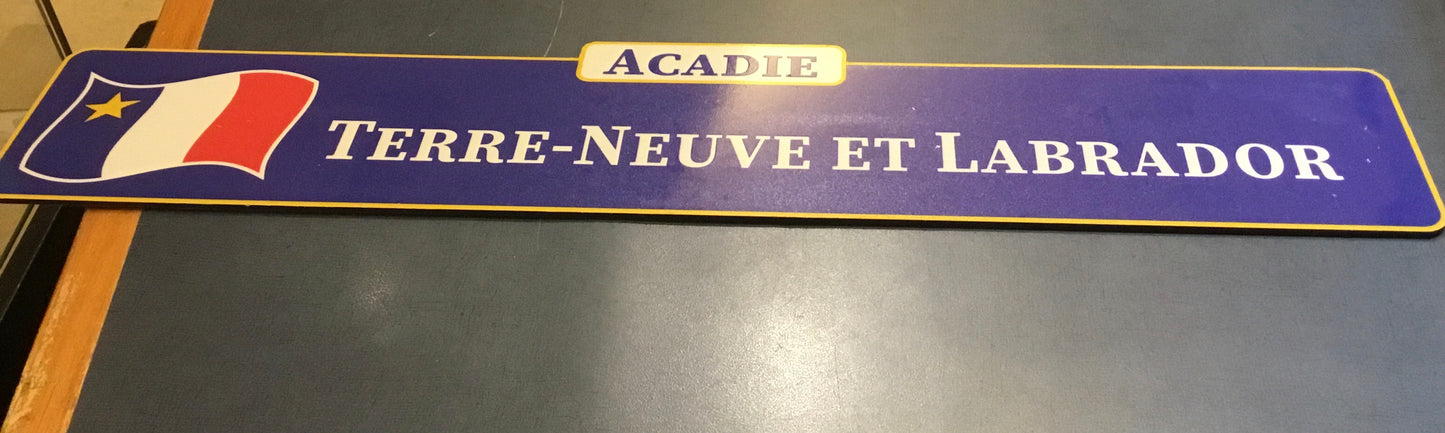 ACADIE
TERRE-NEUVE ET LABRADOR